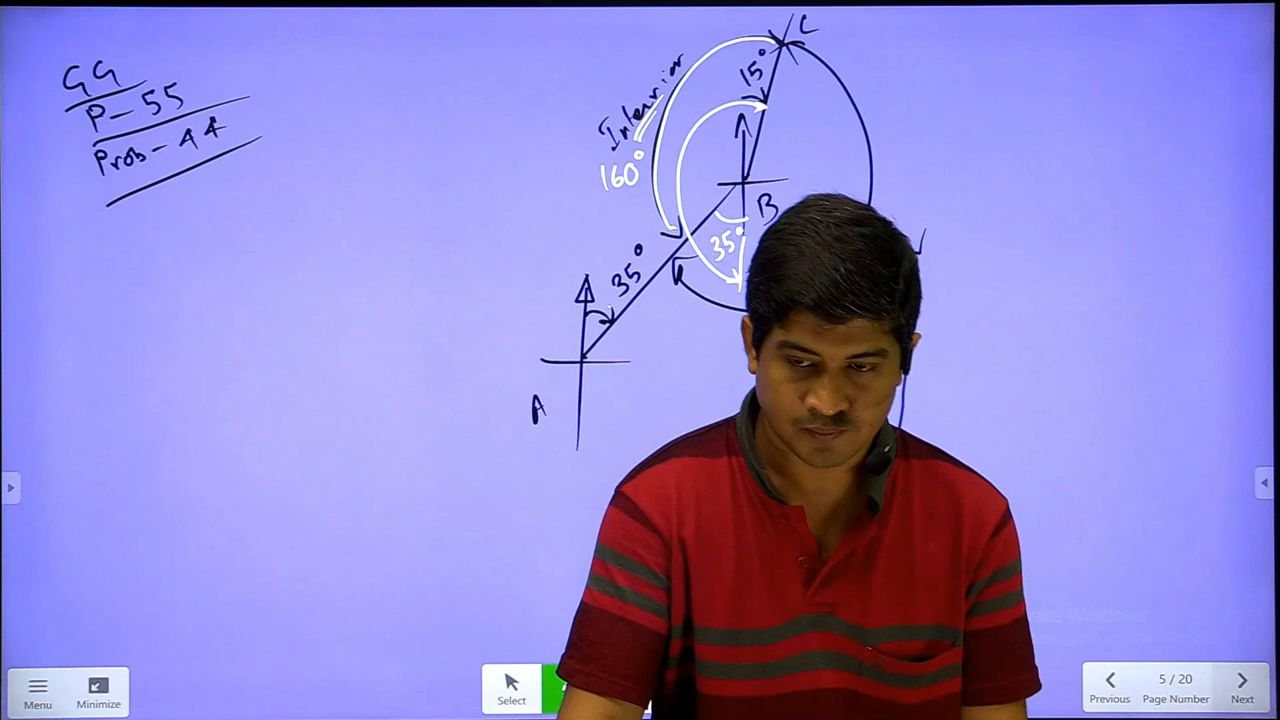 GG
P- 55
Prob- 44
C
15°
Interior
160°
B
35°
35°
A
Menu
Minimize
Select
5 / 20
Previous
Page Number
Next